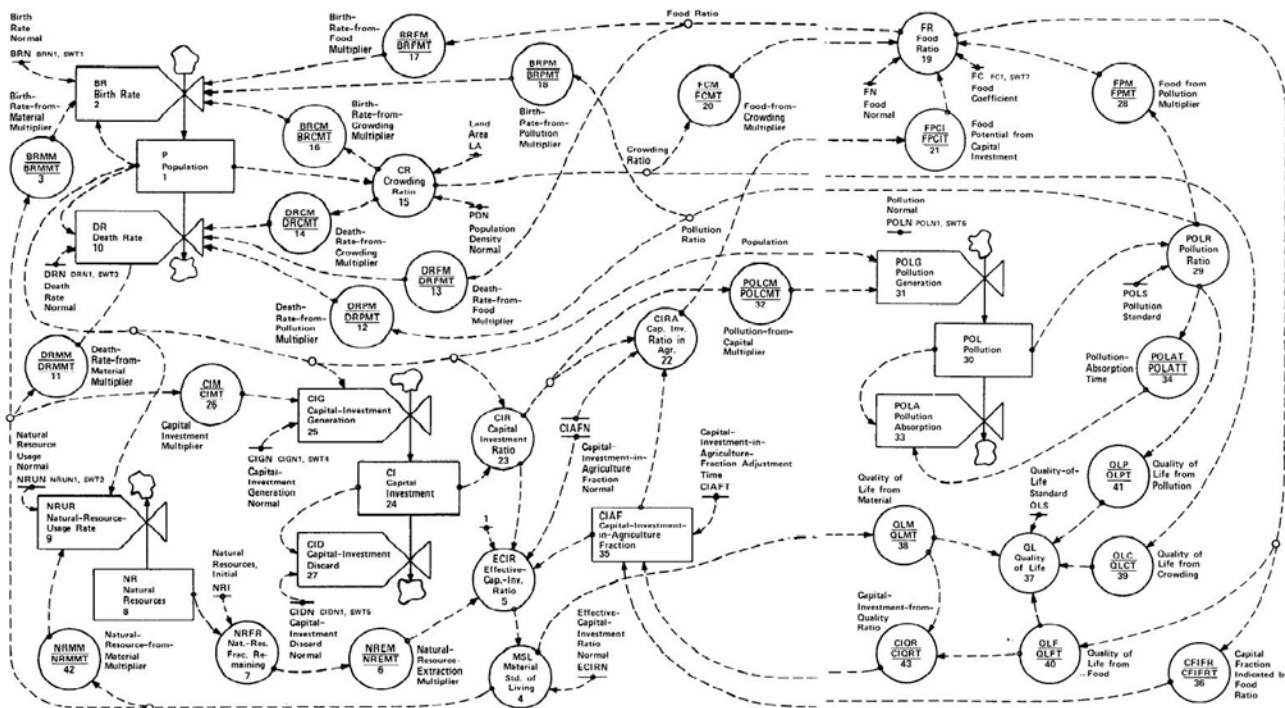 Birth
Rate
Normal
BRN BRN1, SWT1
BR
Birth Rate
2
Birth-
Rate-from-
Material
Multiplier
BRMM
BRMMT
3
P
Population
1
DR
Death Rate
10
DRN DRN1, SWT3
Death
Rate
Normal
DRMM
DRMMT
11
Death-
Rate-from-
Material
Multiplier
Birth-
Rate-from-
Food
Multiplier
BRFM
BRFMT
17
BRPM
BRPMT
18
Birth-
Rate-from-
Pollution
Multiplier
Birth-
Rate-from-
Crowding
Multiplier
BRCM
BRCMT
16
Land
Area
LA
CR
Crowding
Ratio
15
PDN
Population
Density
Normal
DRCM
DRCMT
14
Death-
Rate-from-
Crowding
Multiplier
DRFM
DRFMT
13
Death-
Rate-from-
Food
Multiplier
DRPM
DRPMT
12
Death-
Rate-from-
Pollution
Multiplier
Food Ratio
FCM
FCMT
20
Food-from-
Crowding
Multiplier
Crowding
Ratio
Pollution
Ratio
FR
Food
Ratio
19
FN
Food
Normal
FC FC1, SWT7
Food
Coefficient
FPCI
FPCIT
21
Food
Potential from
Capital
Investment
FPM
FPMT
28
Food from
Pollution
Multiplier
Population
POLCM
POLCMT
32
Pollution-from-
Capital
Multiplier
Pollution
Normal
POLN POLN1, SWT6
POLG
Pollution
Generation
31
POL
Pollution
30
POLA
Pollution
Absorption
33
POLR
Pollution
Ratio
29
POLS
Pollution
Standard
Pollution-
Absorption
Time
POLAT
POLATT
34
CIRA
Cap. Inv.
Ratio in
Agr.
22
CIM
CIMT
26
Capital
Investment
Multiplier
CIG
Capital-Investment
Generation
25
CIGN CIGN1, SWT4
Capital-
Investment
Generation
Normal
CI
Capital
Investment
24
CID
Capital-Investment
Discard
27
CIDN CIDN1, SWT5
Capital-
Investment
Discard
Normal
CIR
Capital
Investment
Ratio
23
CIAFN
Capital-
Investment-in-
Agriculture
Fraction
Normal
Capital-
Investment-in-
Agriculture-
Fraction Adjustment
Time
CIAFT
CIAF
Capital-Investment-
in-Agriculture
Fraction
35
1
ECIR
Effective-
Cap.-Inv.
Ratio
5
Effective-
Capital-
Investment
Ratio
Normal
ECIRN
MSL
Material
Std. of
Living
4
Natural
Resource
Usage
Normal
NRUN NRUN1, SWT2
NRUR
Natural-Resource-
Usage Rate
9
NR
Natural
Resources
8
Natural
Resources,
Initial
NRI
NRFR
Nat.-Res.
Frac. Re-
maining
7
NREM
NREMT
6
Natural-
Resource-
Extraction
Multiplier
NRMM
NRMMT
42
Natural-
Resource-from-
Material
Multiplier
Quality of
Life from
Material
QLM
QLMT
38
Quality-of-
Life
Standard
QLS
QL
Quality
of Life
37
QLP
QLPT
41
Quality of
Life from
Pollution
QLC
QLCT
39
Quality of
Life from
Crowding
Capital-
Investment-from-
Quality
Ratio
CIQR
CIQRT
43
QLF
QLFT
40
Quality of
Life from
Food
CFIFR
CFIFRT
36
Capital
Fraction
Indicated by
Food
Ratio